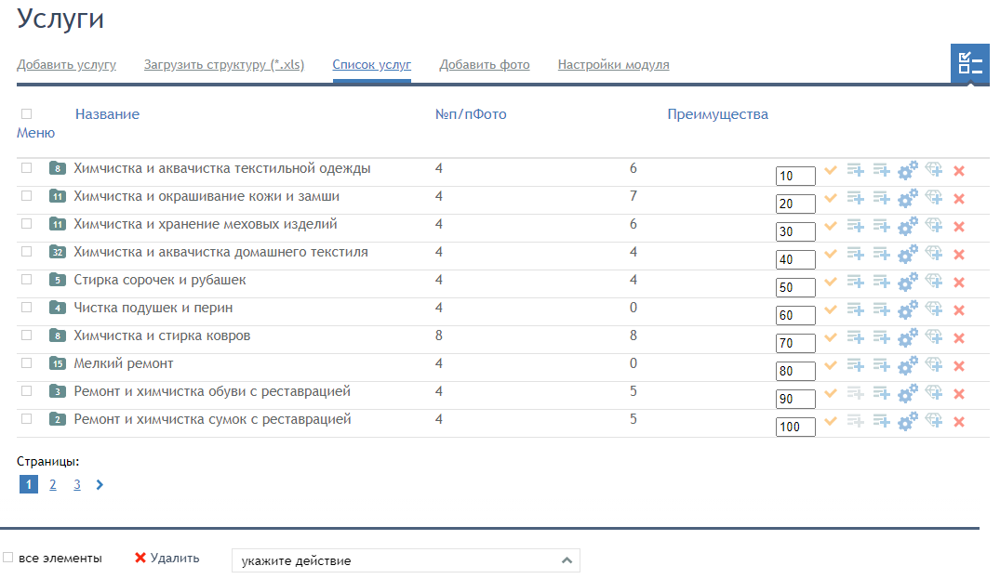 Услуги
Добавить услугу Загрузить структуру (*.xls) Список услуг Добавить фото Настройки модуля
Название №п/пФото Преимущества
Меню
8 Химчистка и аквачистка текстильной одежды 4 6 10
11 Химчистка и окрашивание кожи и замши 4 7 20
11 Химчистка и хранение меховых изделий 4 6 30
32 Химчистка и аквачистка домашнего текстиля 4 4 40
5 Стирка сорочек и рубашек 4 4 50
4 Чистка подушек и перин 4 0 60
8 Химчистка и стирка ковров 8 8 70
15 Мелкий ремонт 4 0 80
3 Ремонт и химчистка обуви с реставрацией 4 5 90
2 Ремонт и химчистка сумок с реставрацией 4 5 100
Страницы:
1 2 3
все элементы Удалить укажите действие